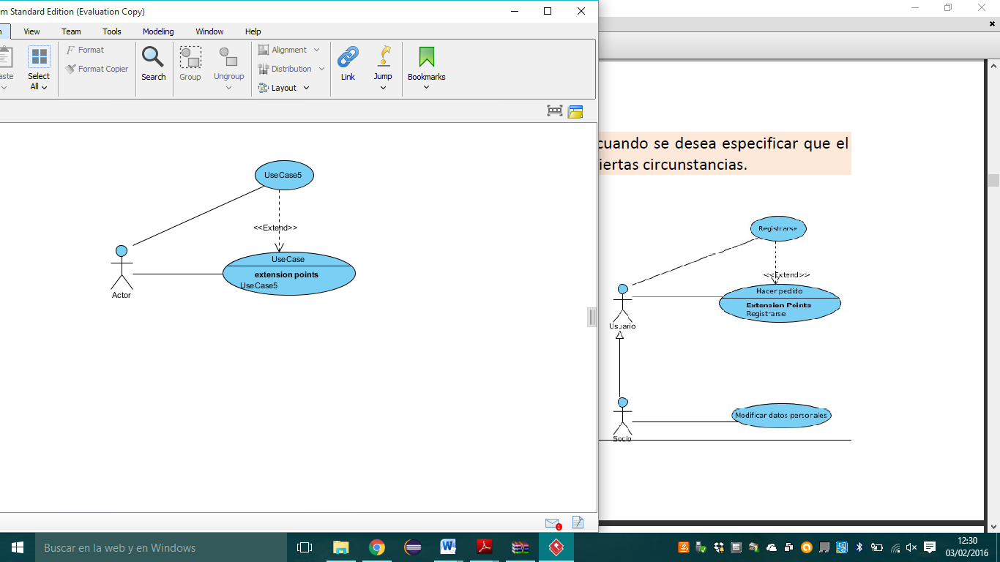 m Standard Edition (Evaluation Copy)
View Team Tools Modeling Window Help
aste
Select All
Format
Format Copier
Search
Group
Ungroup
Alignment
Distribution
Layout
Link
Jump
Bookmarks
UseCase5
<<Extend>>
UseCase
extension points
UseCase5
Actor
cuando se desea especificar que el
iertas circunstancias.
Registrarse
<<Extend>>
Hacer pedido
Extension Points
Registrarse
Usuario
Modificar datos personales
Socio
1
Buscar en la web y en Windows
12:30
03/02/2016